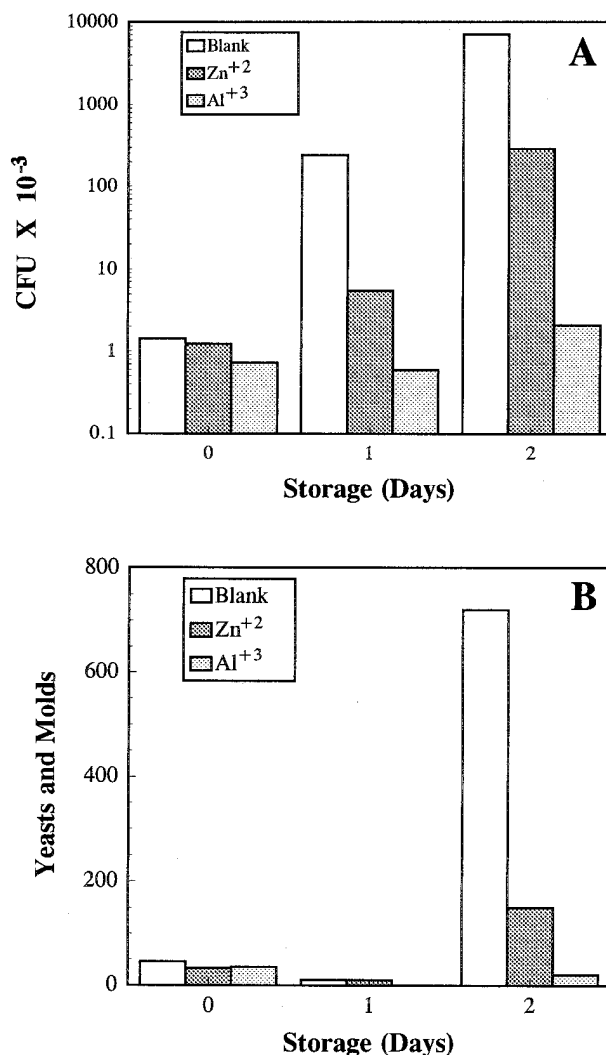 A
Blank
Zn+2
Al+3
10000
1000
100
10
1
0.1
CFU X 10-3
0 1 2
Storage (Days)
B
Blank
Zn+2
Al+3
800
600
400
200
0
Yeasts and Molds
0 1 2
Storage (Days)